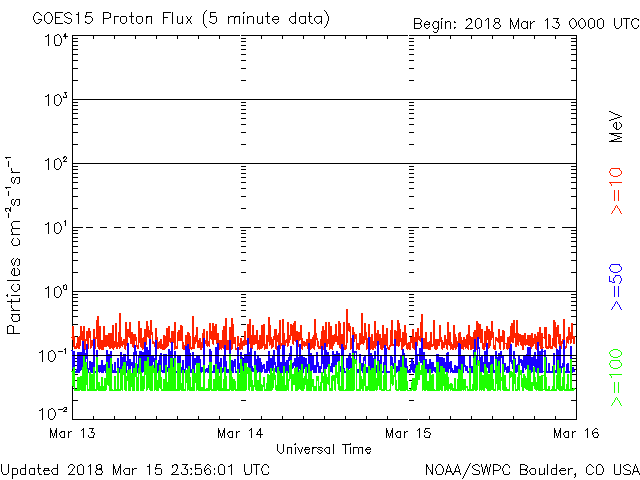 GOES15 Proton Flux (5 minute data)
Begin: 2018 Mar 13 0000 UTC
10⁴
10³
10²
10¹
10⁰
10⁻¹
10⁻²
Particles cm⁻²s⁻¹sr⁻¹
MeV
>=10
>=50
>=100
Mar 13
Mar 14
Mar 15
Mar 16
Universal Time
Updated 2018 Mar 15 23:56:01 UTC
NOAA/SWPC Boulder, CO USA